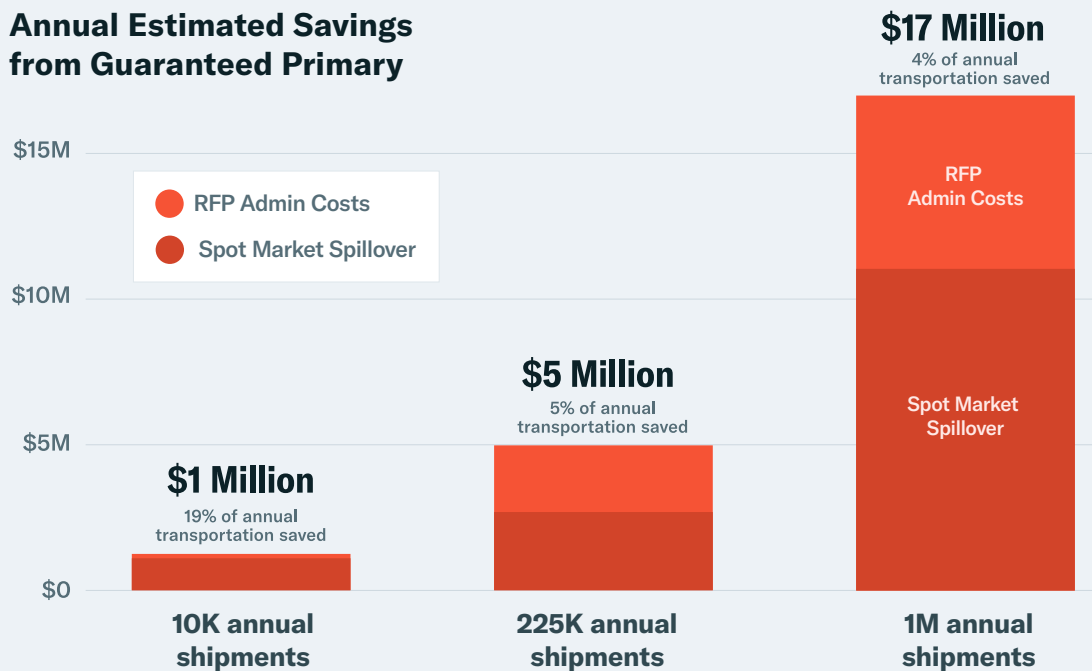 Annual Estimated Savings
from Guaranteed Primary
$17 Million
4% of annual
transportation saved
$15M
RFP Admin Costs
Spot Market Spillover
RFP
Admin Costs
$10M
$5 Million
5% of annual
transportation saved
Spot Market
Spillover
$5M
$1 Million
19% of annual
transportation saved
$0
10K annual
shipments
225K annual
shipments
1M annual
shipments